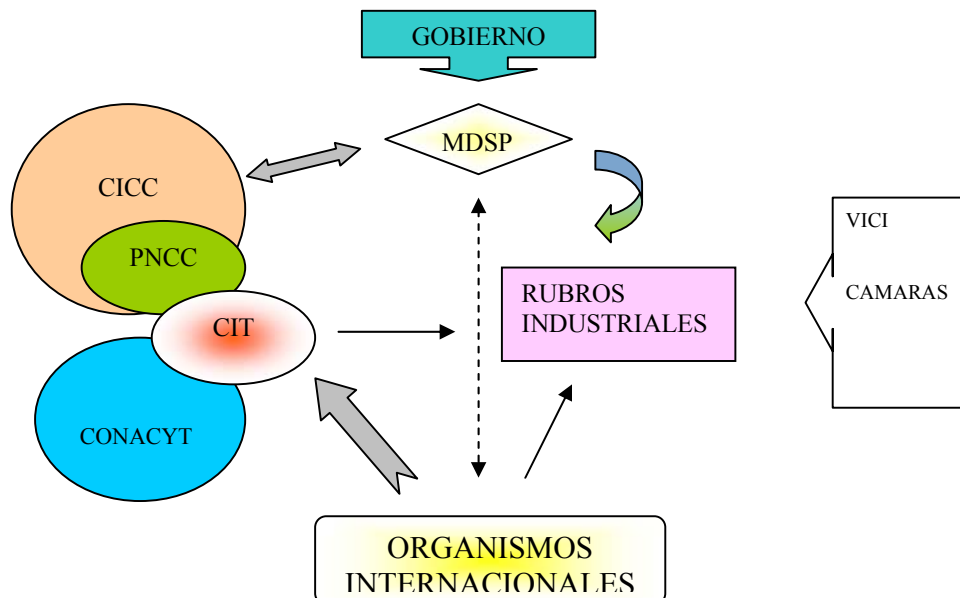 GOBIERNO
MDSP
CICC
PNCC
CIT
CONACYT
RUBROS
INDUSTRIALES
VICI
CAMARAS
ORGANISMOS
INTERNACIONALES